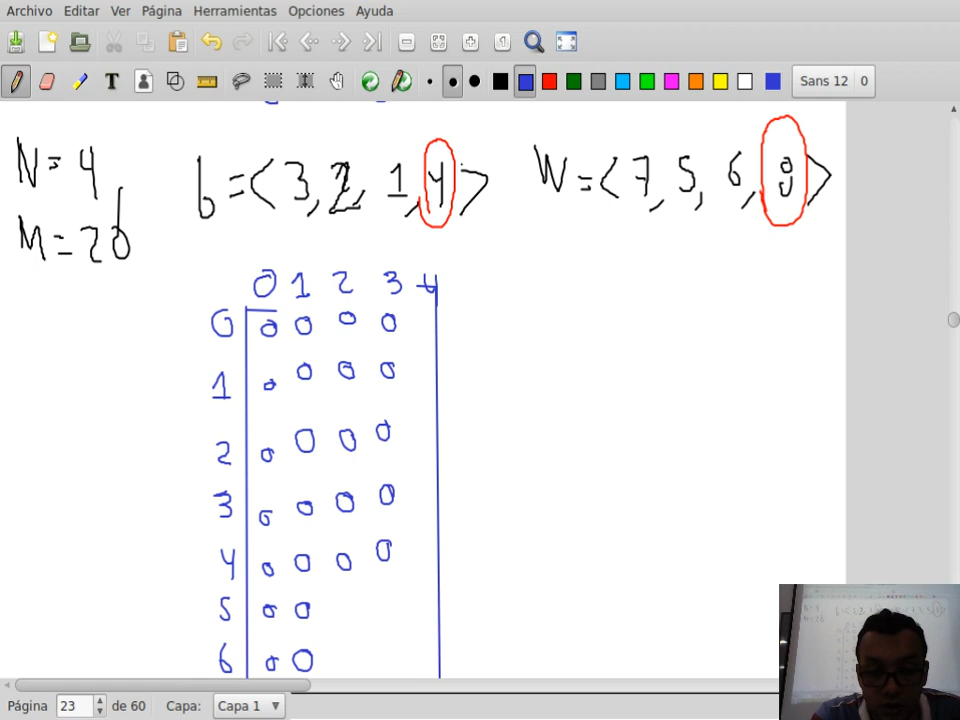 Archivo Editar Ver Página Herramientas Opciones Ayuda
T Sans 12 0
N=4 b=<3,2,1,4> W=<7,5,6,9>
M=20
0 1 2 3 4
0 0 0 0 0
1 0 0 0 0
2 0 0 0 0
3 0 0 0 0
4 0 0 0 0
5 0 0
6 0 0
Página 23 de 60 Capa: Capa 1